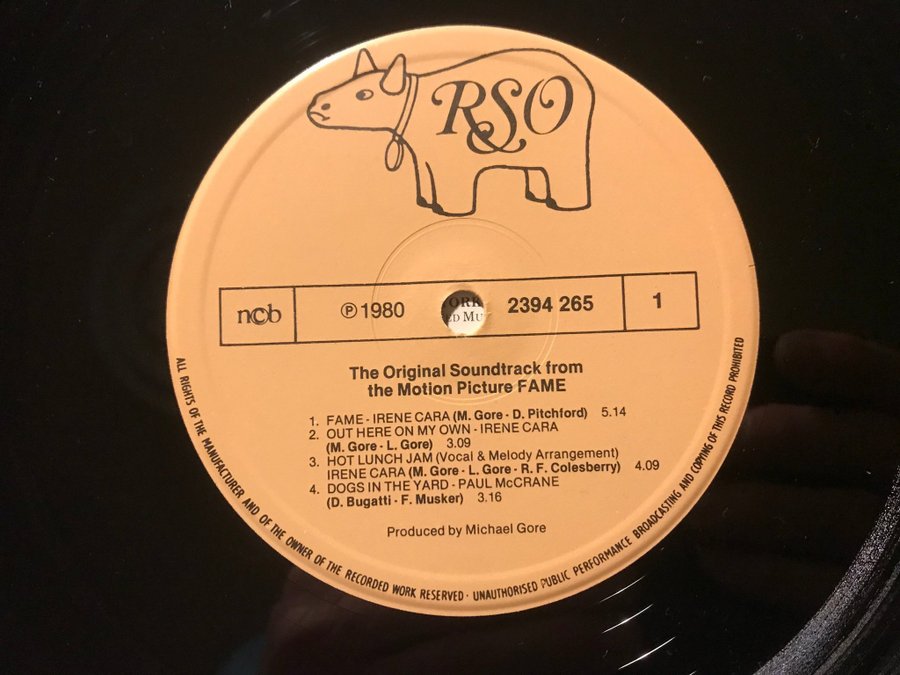 RSO
ncb
℗ 1980
2394 265
1
ORK
ED MU
The Original Soundtrack from
the Motion Picture FAME
1. FAME - IRENE CARA (M. Gore - D. Pitchford) 5.14
2. OUT HERE ON MY OWN - IRENE CARA
(M. Gore - L. Gore) 3.09
3. HOT LUNCH JAM (Vocal & Melody Arrangement)
IRENE CARA (M. Gore - L. Gore - R. F. Colesberry) 4.09
4. DOGS IN THE YARD - PAUL McCRANE
(D. Bugatti - F. Musker) 3.16
Produced by Michael Gore
ALL RIGHTS OF THE MANUFACTURER AND OF THE OWNER OF THE RECORDED WORK RESERVED · UNAUTHORISED PUBLIC PERFORMANCE BROADCASTING AND COPYING OF THIS RECORD PROHIBITED